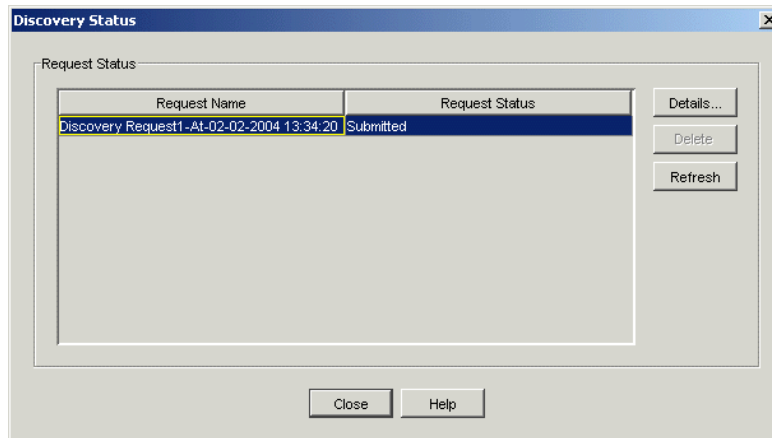 Discovery Status
Request Status
Request Name Request Status Details...
Discovery Request1-At-02-02-2004 13:34:20 Submitted
Delete
Refresh
Close Help